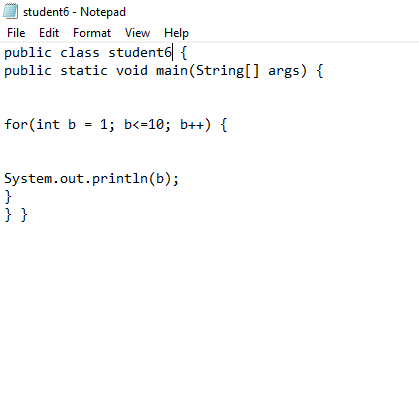 student6 - Notepad
File Edit Format View Help
public class student6 {
public static void main(String[] args) {
for(int b = 1; b<=10; b++) {
System.out.println(b);
}
} }